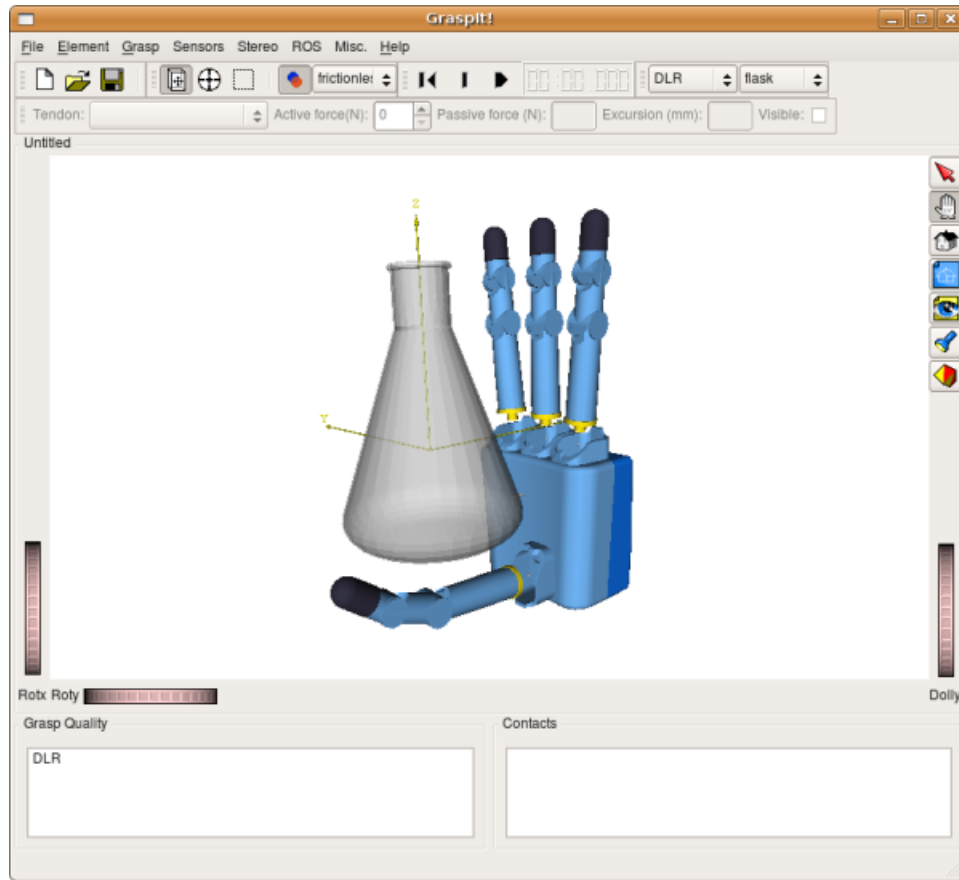 GraspIt!
File Element Grasp Sensors Stereo ROS Misc. Help
frictionles DLR flask
Tendon: Active force(N): 0 Passive force (N): Excursion (mm): Visible:
Untitled
Z
Y
Rotx Roty Dolly
Grasp Quality Contacts
DLR